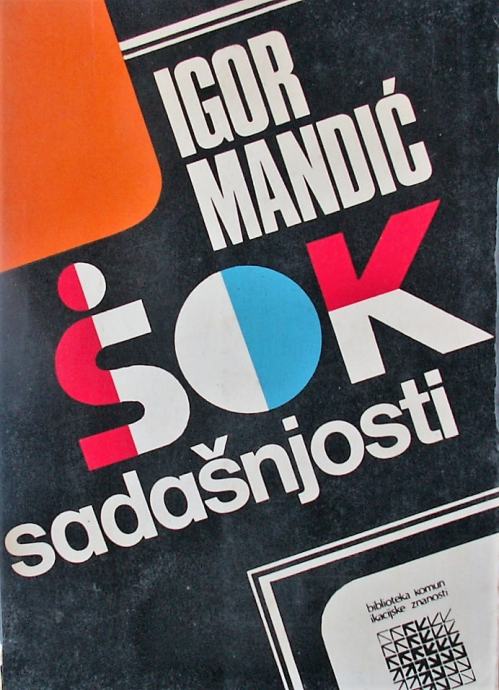 IGOR
MANDIĆ
ŠOK
sadašnjosti
biblioteka komun
ikacijske znanosti